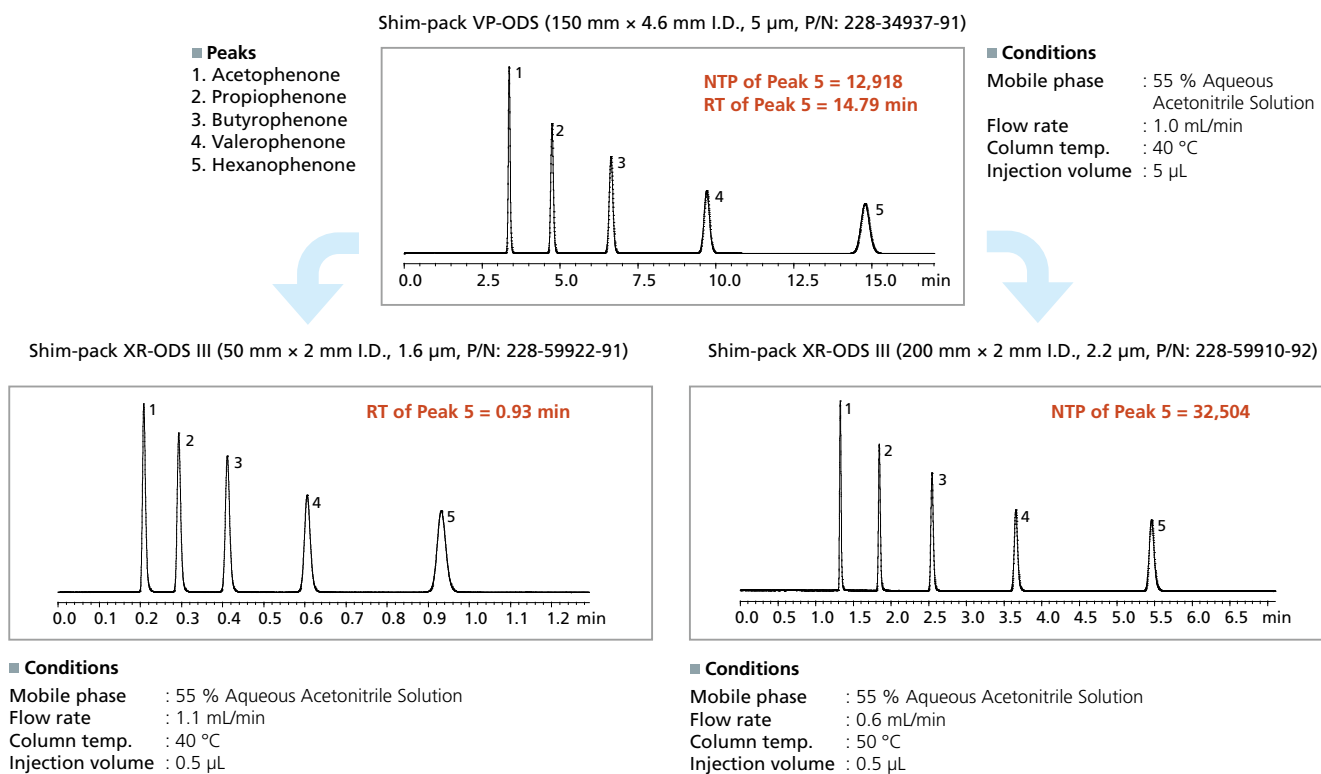 Shim-pack VP-ODS (150 mm × 4.6 mm I.D., 5 μm, P/N: 228-34937-91)
■ Peaks
1. Acetophenone
2. Propiophenone
3. Butyrophenone
4. Valerophenone
5. Hexanophenone
NTP of Peak 5 = 12,918
RT of Peak 5 = 14.79 min
1
2
3
4
5
0.0 2.5 5.0 7.5 10.0 12.5 15.0 min
■ Conditions
Mobile phase : 55 % Aqueous
Acetonitrile Solution
Flow rate : 1.0 mL/min
Column temp. : 40 °C
Injection volume : 5 μL
Shim-pack XR-ODS III (50 mm × 2 mm I.D., 1.6 μm, P/N: 228-59922-91)
RT of Peak 5 = 0.93 min
1
2
3
4
5
0.0 0.1 0.2 0.3 0.4 0.5 0.6 0.7 0.8 0.9 1.0 1.1 1.2 min
■ Conditions
Mobile phase : 55 % Aqueous Acetonitrile Solution
Flow rate : 1.1 mL/min
Column temp. : 40 °C
Injection volume : 0.5 μL
Shim-pack XR-ODS III (200 mm × 2 mm I.D., 2.2 μm, P/N: 228-59910-92)
NTP of Peak 5 = 32,504
1
2
3
4
5
0.0 0.5 1.0 1.5 2.0 2.5 3.0 3.5 4.0 4.5 5.0 5.5 6.0 6.5 min
■ Conditions
Mobile phase : 55 % Aqueous Acetonitrile Solution
Flow rate : 0.6 mL/min
Column temp. : 50 °C
Injection volume : 0.5 μL